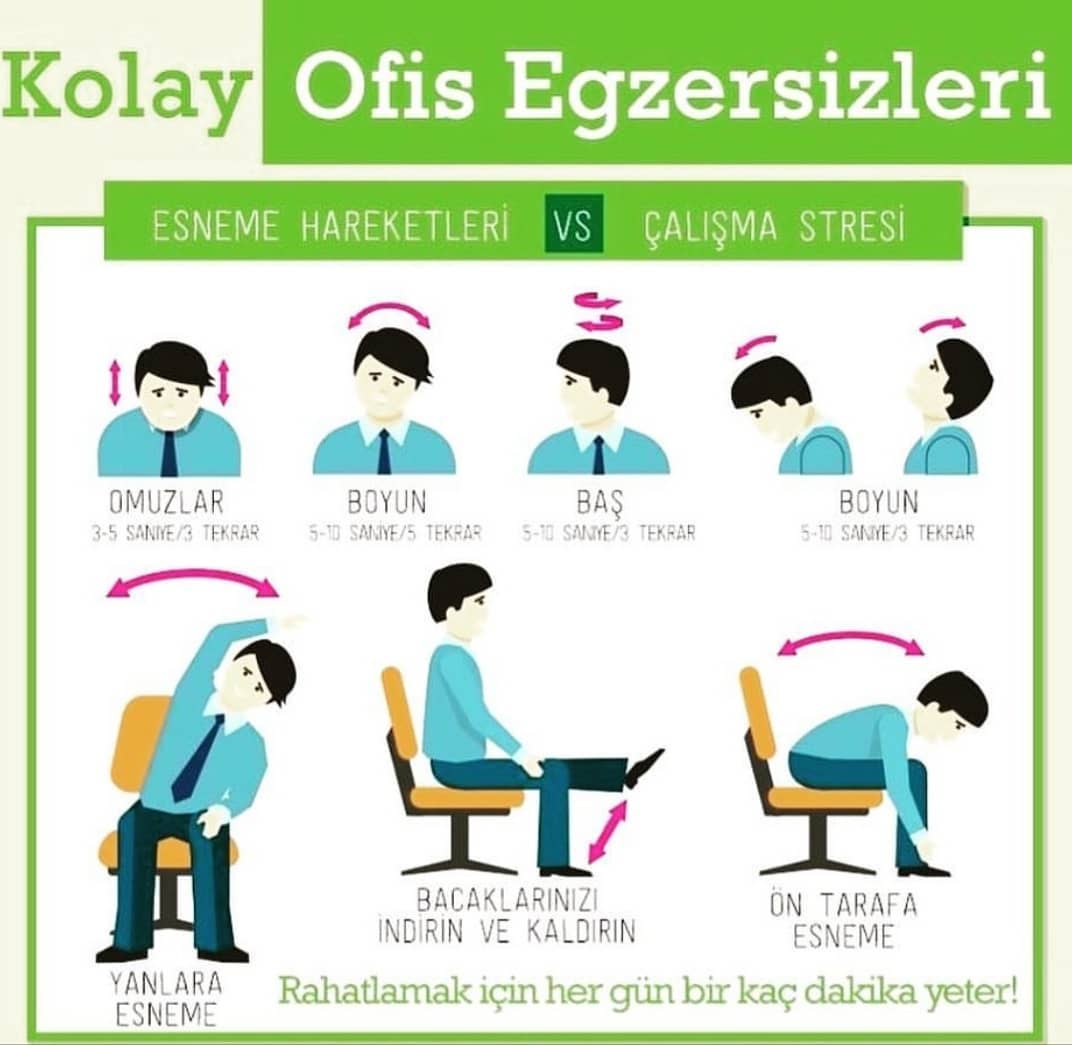 Kolay Ofis Egzersizleri
ESNEME HAREKETLERİ VS ÇALIŞMA STRESİ
OMUZLAR
3-5 SANİYE/3 TEKRAR
BOYUN
5-10 SANİYE/5 TEKRAR
BAŞ
5-10 SANİYE/3 TEKRAR
BOYUN
5-10 SANİYE/3 TEKRAR
YANLARA
ESNEME
BACAKLARINIZI
İNDİRİN VE KALDIRIN
ÖN TARAFA
ESNEME
Rahatlamak için her gün bir kaç dakika yeter!